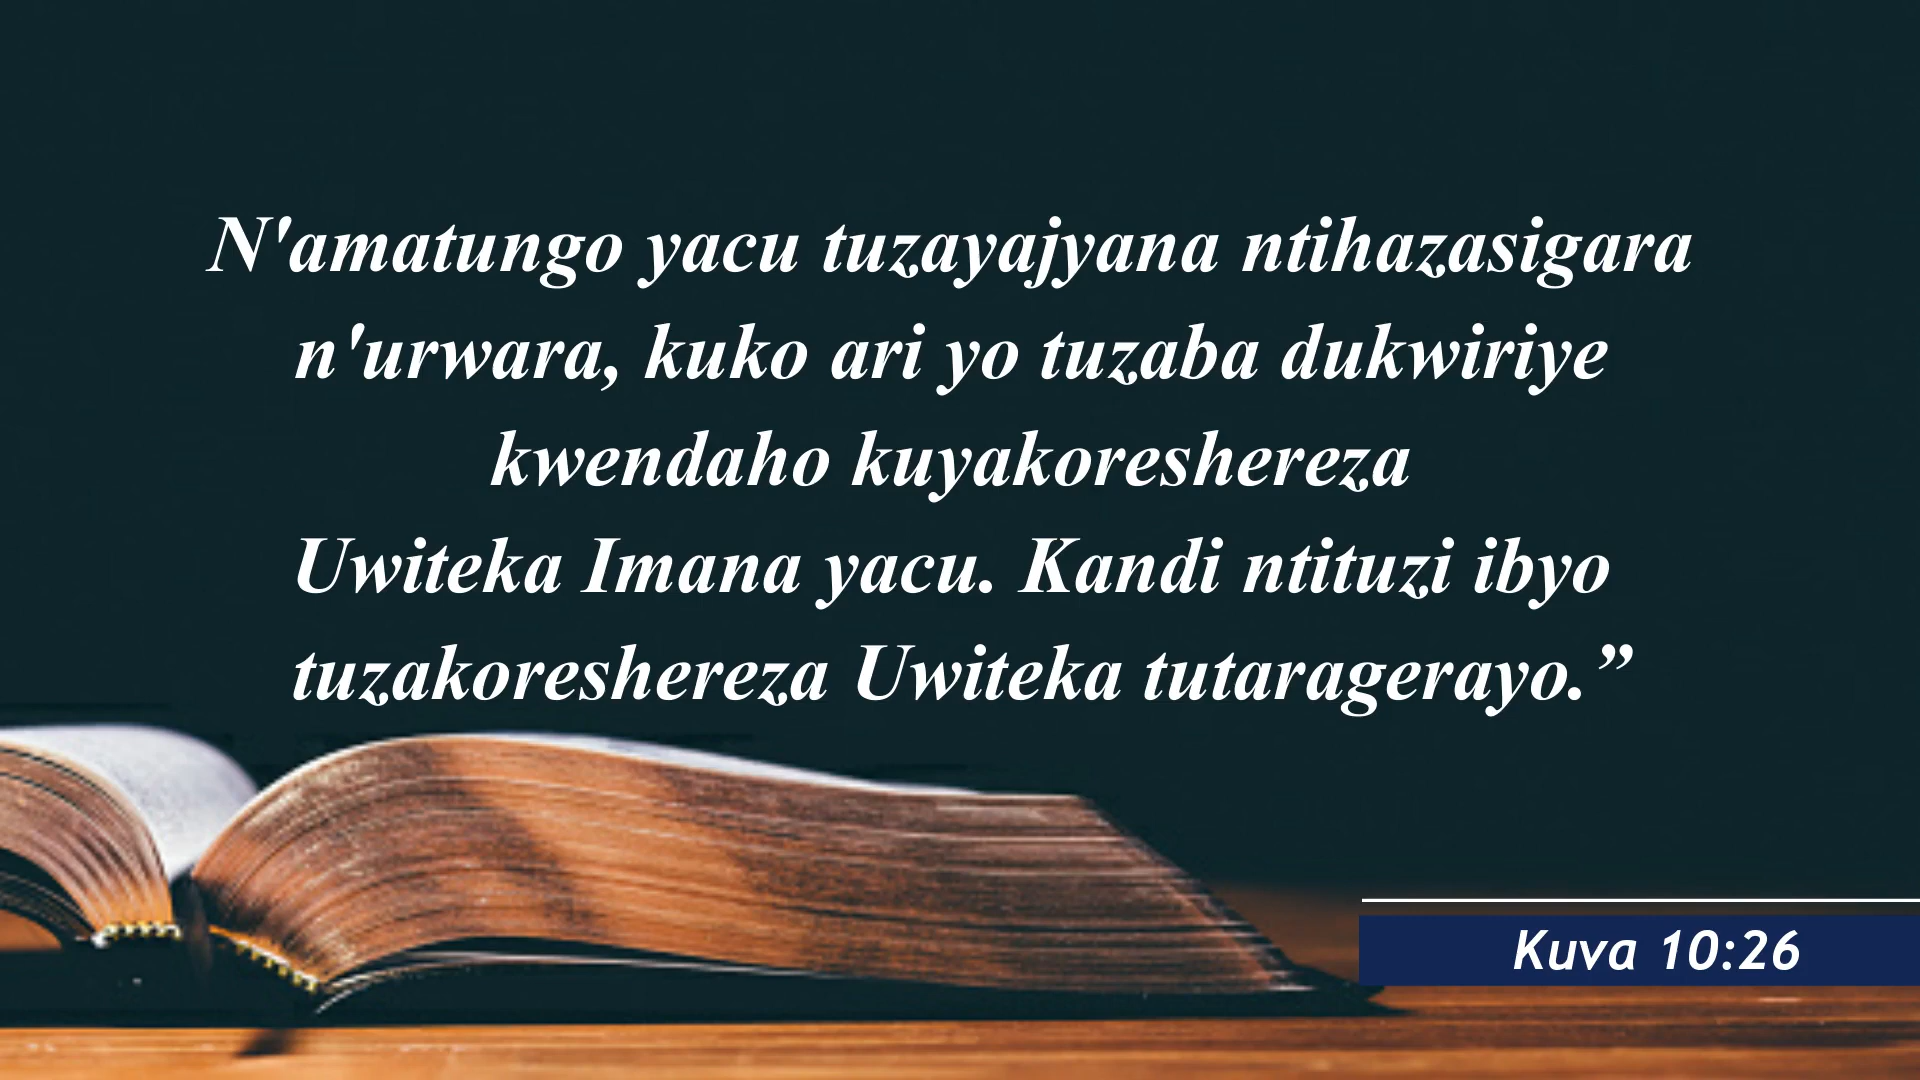 N'amatungo yacu tuzayajyana ntihazasigara
n'urwara, kuko ari yo tuzaba dukwiriye
kwendaho kuyakoreshereza
Uwiteka Imana yacu. Kandi ntituzi ibyo
tuzakoreshereza Uwiteka tutaragerayo.”
Kuva 10:26